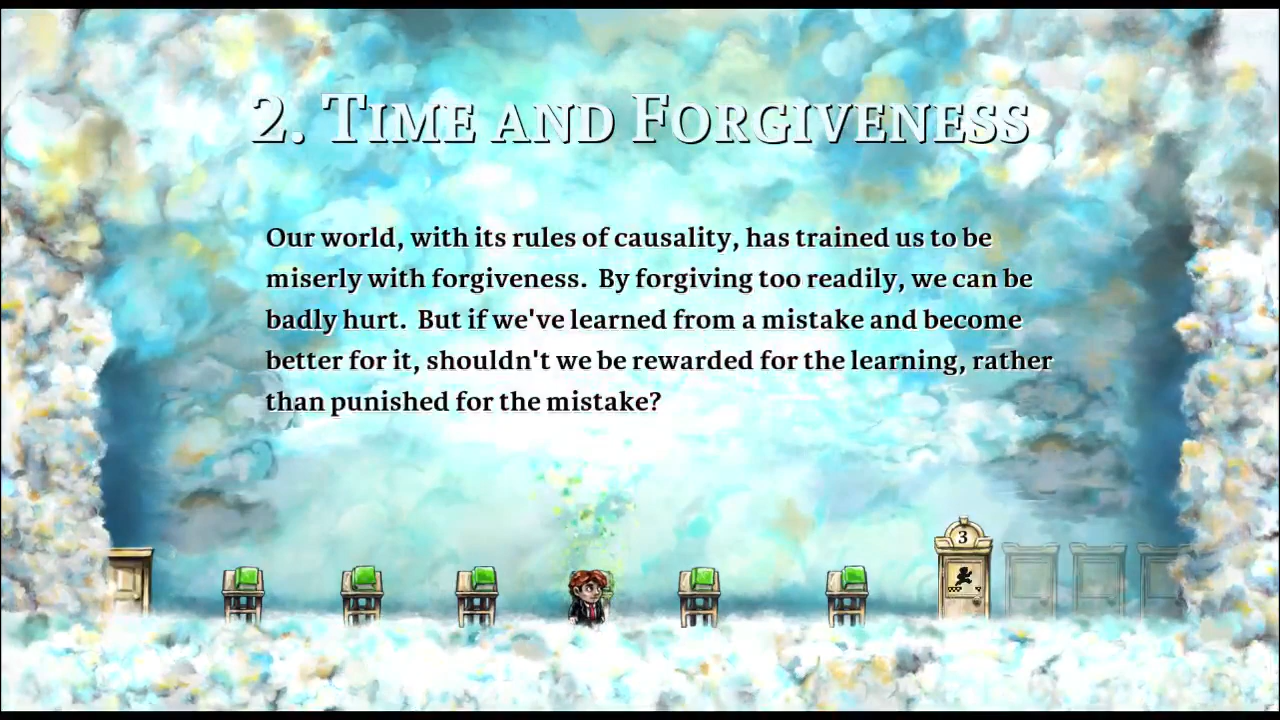 2. Time and Forgiveness
Our world, with its rules of causality, has trained us to be
miserly with forgiveness.  By forgiving too readily, we can be
badly hurt.  But if we've learned from a mistake and become
better for it, shouldn't we be rewarded for the learning, rather
than punished for the mistake?
3